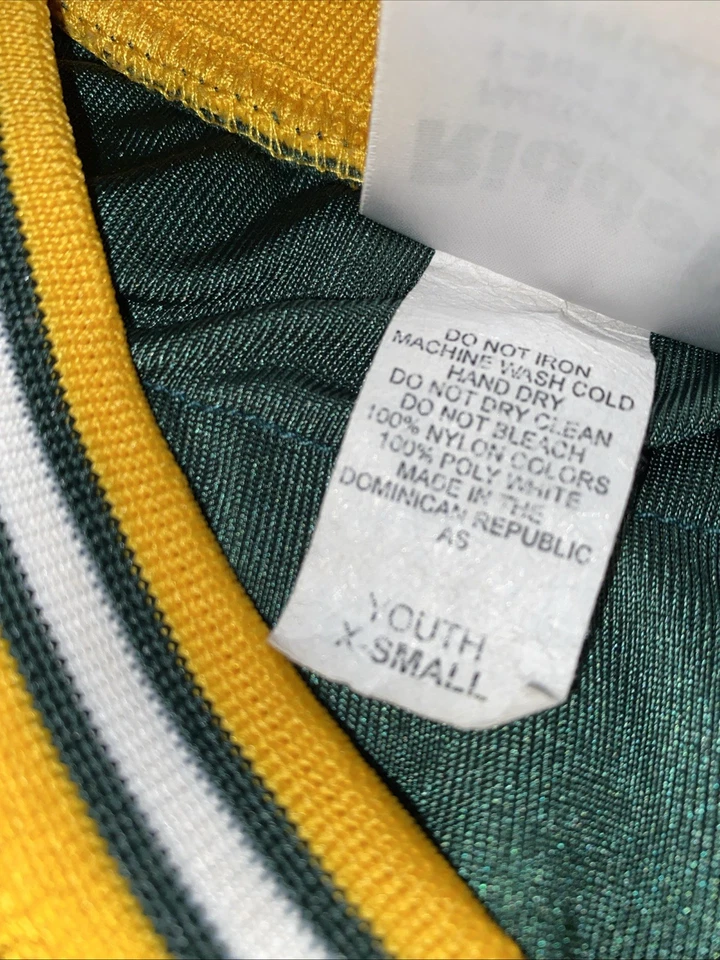 DO NOT IRON
MACHINE WASH COLD
HAND DRY
DO NOT DRY CLEAN
DO NOT BLEACH
100% NYLON COLORS
100% POLY WHITE
MADE IN THE
DOMINICAN REPUBLIC
AS
YOUTH
X-SMALL